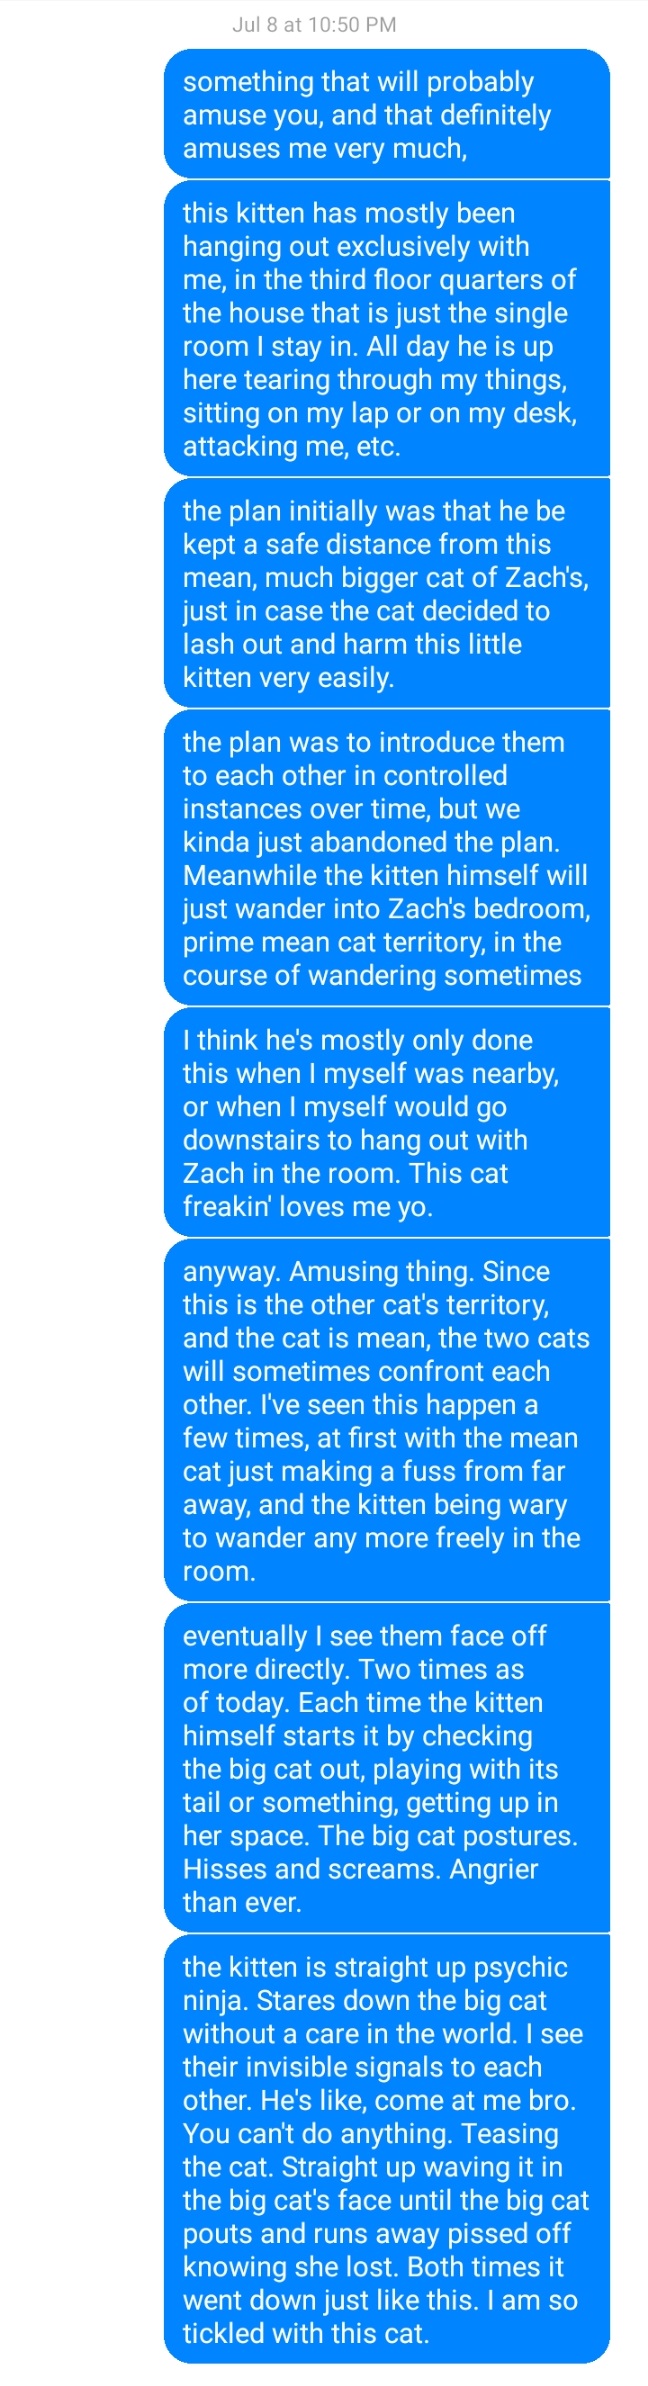 Jul 8 at 10:50 PM
something that will probably
amuse you, and that definitely
amuses me very much,
this kitten has mostly been
hanging out exclusively with
me, in the third floor quarters of
the house that is just the single
room I stay in. All day he is up
here tearing through my things,
sitting on my lap or on my desk,
attacking me, etc.
the plan initially was that he be
kept a safe distance from this
mean, much bigger cat of Zach's,
just in case the cat decided to
lash out and harm this little
kitten very easily.
the plan was to introduce them
to each other in controlled
instances over time, but we
kinda just abandoned the plan.
Meanwhile the kitten himself will
just wander into Zach's bedroom,
prime mean cat territory, in the
course of wandering sometimes
I think he's mostly only done
this when I myself was nearby,
or when I myself would go
downstairs to hang out with
Zach in the room. This cat
freakin' loves me yo.
anyway. Amusing thing. Since
this is the other cat's territory,
and the cat is mean, the two cats
will sometimes confront each
other. I've seen this happen a
few times, at first with the mean
cat just making a fuss from far
away, and the kitten being wary
to wander any more freely in the
room.
eventually I see them face off
more directly. Two times as
of today. Each time the kitten
himself starts it by checking
the big cat out, playing with its
tail or something, getting up in
her space. The big cat postures.
Hisses and screams. Angrier
than ever.
the kitten is straight up psychic
ninja. Stares down the big cat
without a care in the world. I see
their invisible signals to each
other. He's like, come at me bro.
You can't do anything. Teasing
the cat. Straight up waving it in
the big cat's face until the big cat
pouts and runs away pissed off
knowing she lost. Both times it
went down just like this. I am so
tickled with this cat.